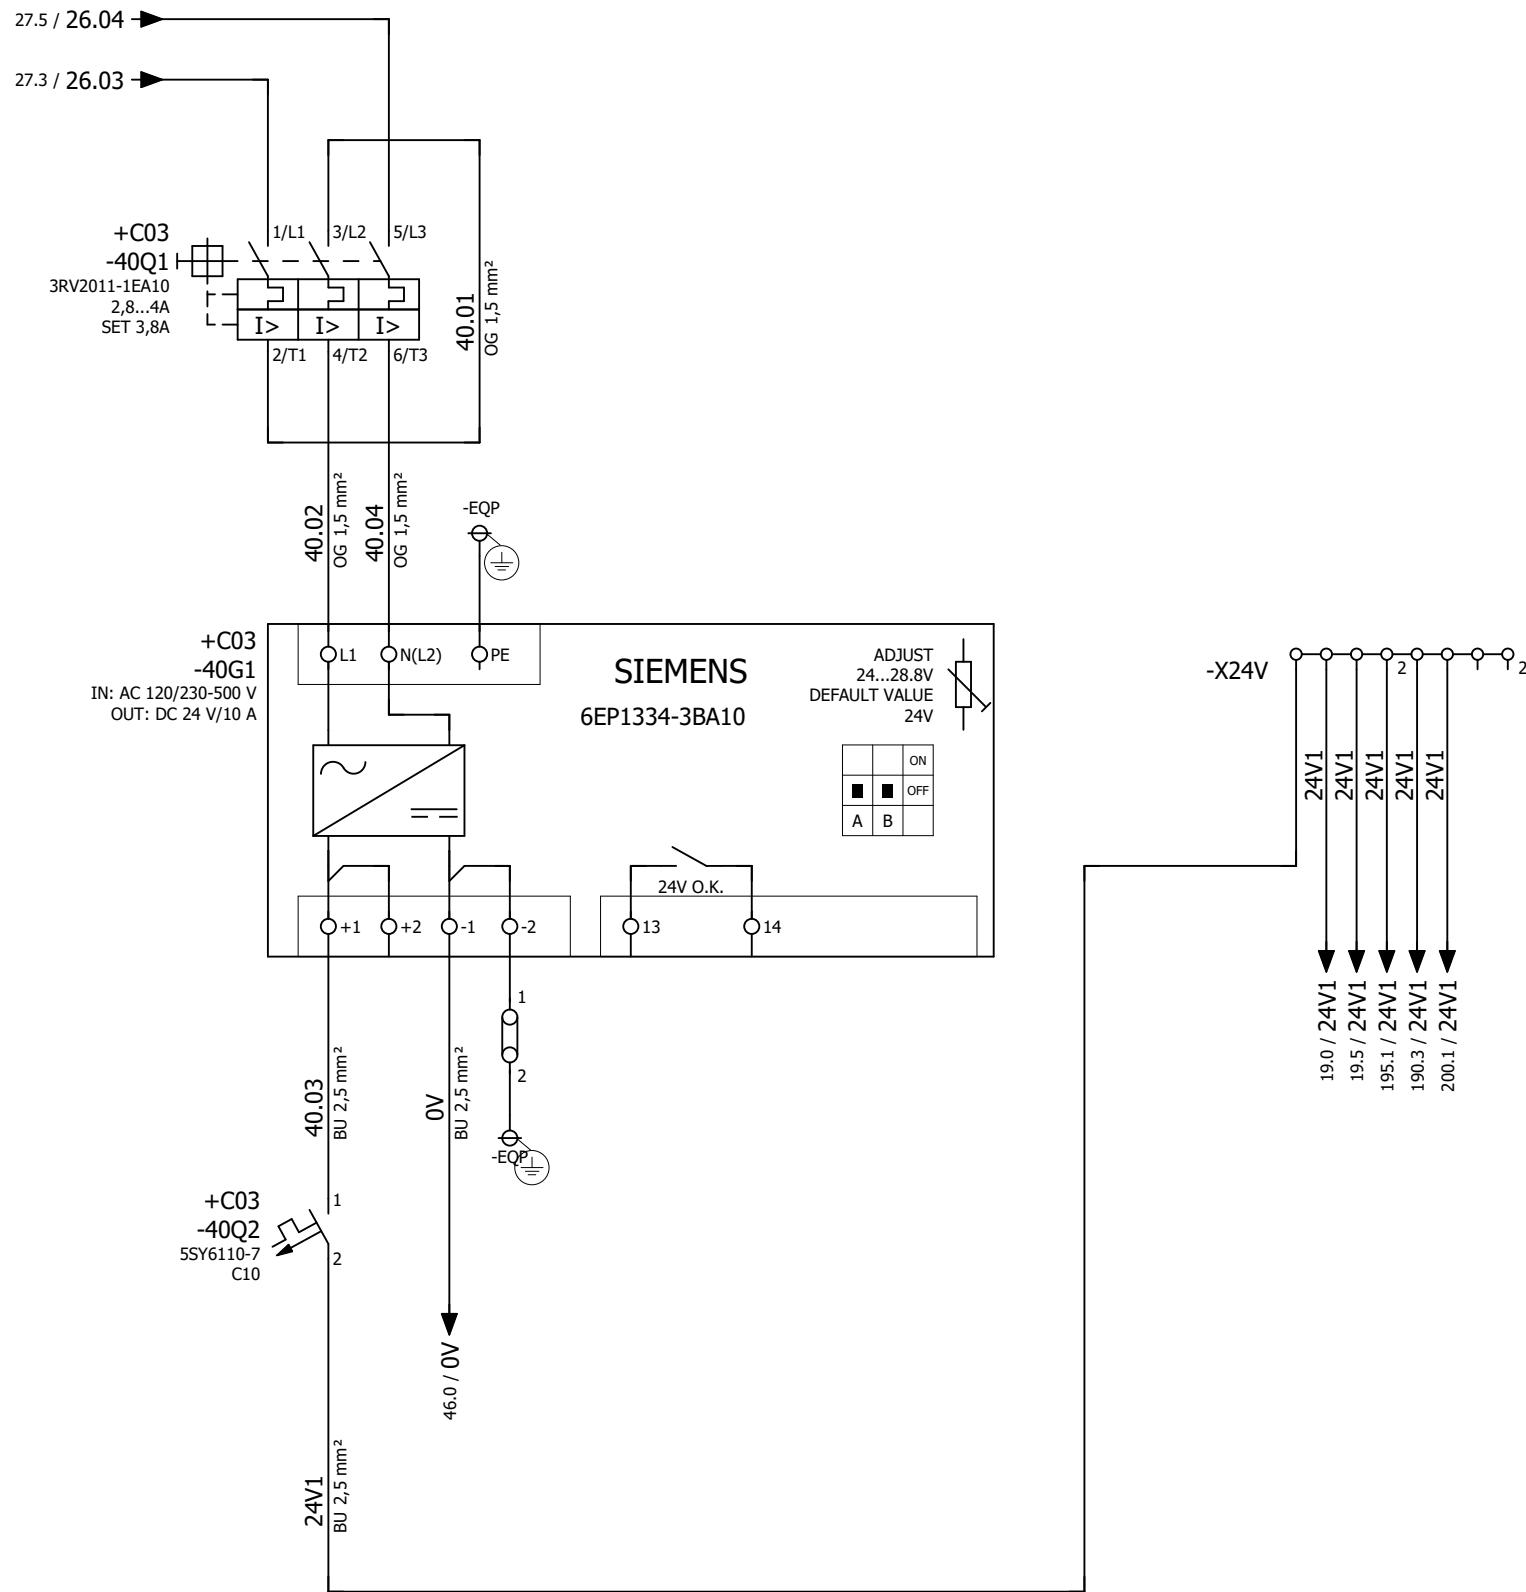 27.5 / 26.04
27.3 / 26.03
+C03
-40Q1
3RV2011-1EA10
2,8...4A
SET 3,8A
1/L1
3/L2
5/L3
I>
I>
I>
2/T1
4/T2
6/T3
40.01
OG 1,5 mm²
40.02
OG 1,5 mm²
40.04
OG 1,5 mm²
-EQP
+C03
-40G1
IN: AC 120/230-500 V
OUT: DC 24 V/10 A
L1
N(L2)
PE
SIEMENS
6EP1334-3BA10
ADJUST
24...28.8V
DEFAULT VALUE
24V
ON
OFF
A
B
24V O.K.
+1
+2
-1
-2
13
14
1
2
-EQP
40.03
BU 2,5 mm²
0V
BU 2,5 mm²
+C03
-40Q2
5SY6110-7
C10
1
2
46.0 / 0V
24V1
BU 2,5 mm²
-X24V
2
2
24V1
24V1
24V1
24V1
24V1
19.0 / 24V1
19.5 / 24V1
195.1 / 24V1
190.3 / 24V1
200.1 / 24V1